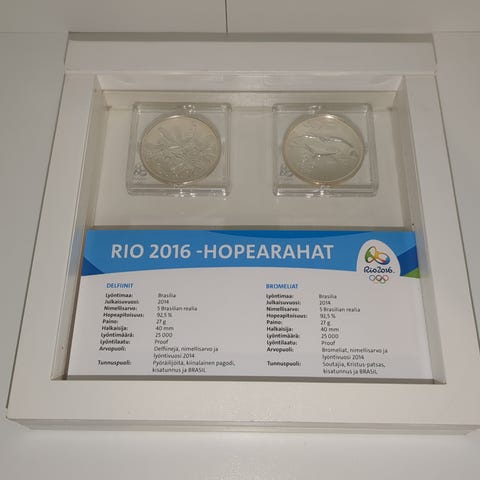 RIO 2016 -HOPEARAHAT
Rio2016
DELFIINIT
Lyöntimaa: Brasilia
Julkaisuvuosi: 2014
Nimellisarvo: 5 Brasilian realia
Hopeapitoisuus: 92,5 %
Paino: 27 g
Halkaisija: 40 mm
Lyöntimäärä: 25 000
Lyöntilaatu: Proof
Arvopuoli: Delfiinejä, nimellisarvo ja
lyöntivuosi 2014
Tunnuspuoli: Pyöräilijöitä, kiinalainen pagodi,
kisatunnus ja BRASIL
BROMELIAT
Lyöntimaa: Brasilia
Julkaisuvuosi: 2014
Nimellisarvo: 5 Brasilian realia
Hopeapitoisuus: 92,5 %
Paino: 27 g
Halkaisija: 40 mm
Lyöntimäärä: 25 000
Lyöntilaatu: Proof
Arvopuoli: Bromeliat, nimellisarvo ja
lyöntivuosi 2014
Tunnuspuoli: Soutajia, Kristus-patsas,
kisatunnus ja BRASIL